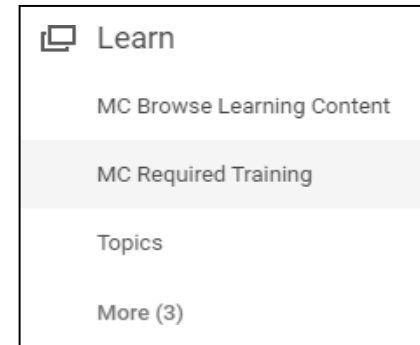 Learn
MC Browse Learning Content
MC Required Training
Topics
More (3)